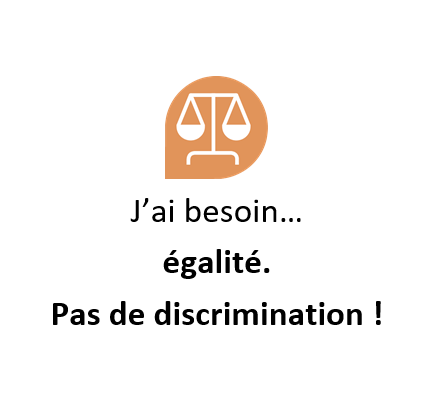 J’ai besoin…
égalité.
Pas de discrimination !